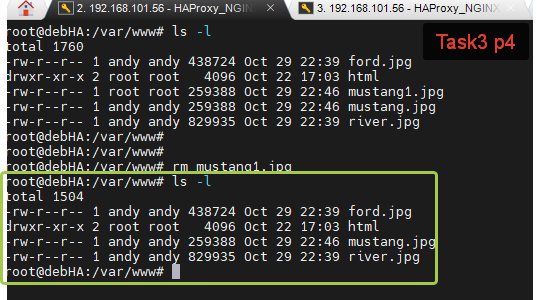 2. 192.168.101.56 - HAProxy_NGINX
3. 192.168.101.56 - HAProxy_NGINX
Task3 p4
root@debHA:/var/www# ls -l
total 1760
-rw-r--r-- 1 andy andy 438724 Oct 29 22:39 ford.jpg
drwxr-xr-x 2 root root   4096 Oct 22 17:03 html
-rw-r--r-- 1 andy andy 259388 Oct 29 22:46 mustang1.jpg
-rw-r--r-- 1 andy andy 259388 Oct 29 22:46 mustang.jpg
-rw-r--r-- 1 andy andy 829935 Oct 29 22:39 river.jpg
root@debHA:/var/www#
root@debHA:/var/www#
root@debHA:/var/www# rm mustang1.jpg
root@debHA:/var/www# ls -l
total 1504
-rw-r--r-- 1 andy andy 438724 Oct 29 22:39 ford.jpg
drwxr-xr-x 2 root root   4096 Oct 22 17:03 html
-rw-r--r-- 1 andy andy 259388 Oct 29 22:46 mustang.jpg
-rw-r--r-- 1 andy andy 829935 Oct 29 22:39 river.jpg
root@debHA:/var/www#